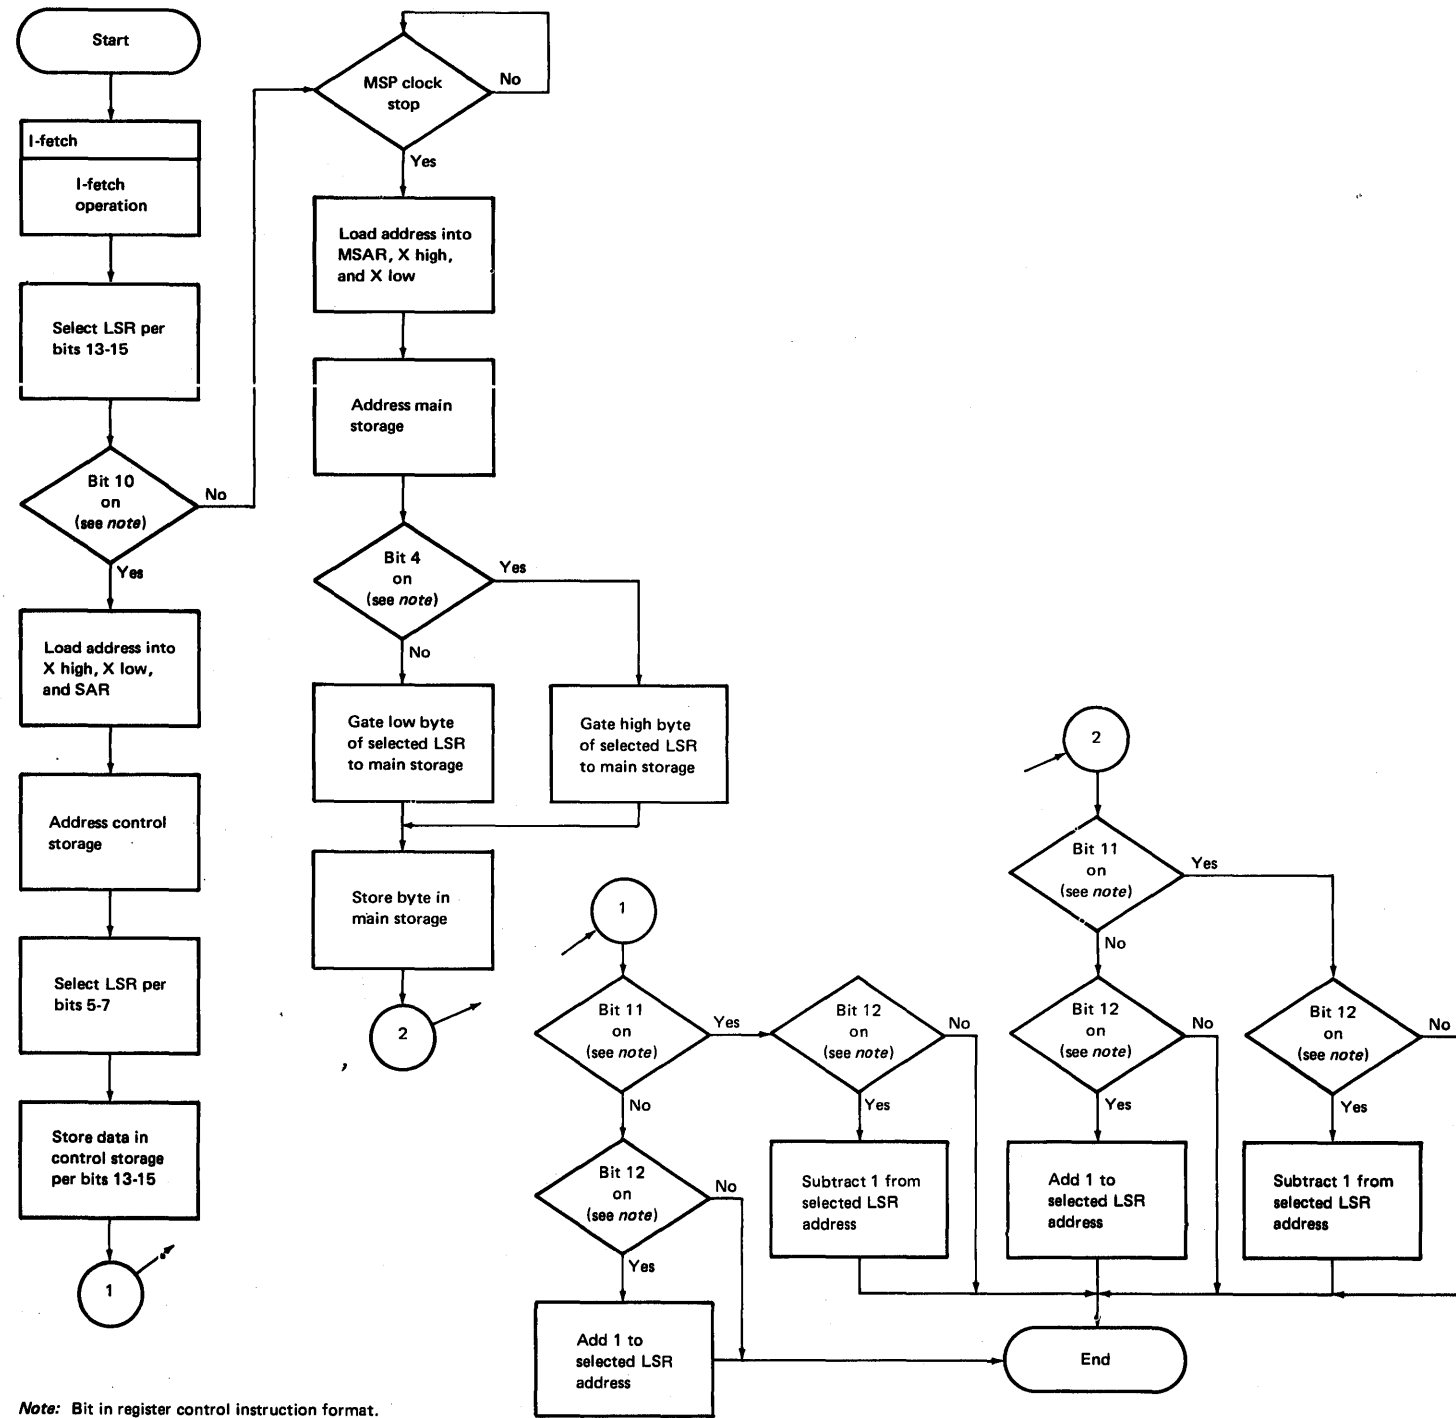 Start
I-fetch
I-fetch
operation
Select LSR per
bits 13-15
Bit 10
on
(see note)
No
Yes
Load address into
X high, X low,
and SAR
Address control
storage
Select LSR per
bits 5-7
Store data in
control storage
per bits 13-15
1
MSP clock
stop
No
Yes
Load address into
MSAR, X high,
and X low
Address main
storage
Bit 4
on
(see note)
Yes
No
Gate low byte
of selected LSR
to main storage
Gate high byte
of selected LSR
to main storage
Store byte in
main storage
2
1
Bit 11
on
(see note)
Yes
No
Bit 12
on
(see note)
No
Yes
Subtract 1 from
selected LSR
address
Bit 12
on
(see note)
No
Yes
Add 1 to
selected LSR
address
2
Bit 11
on
(see note)
Yes
No
Bit 12
on
(see note)
No
Yes
Add 1 to
selected LSR
address
Bit 12
on
(see note)
No
Yes
Subtract 1 from
selected LSR
address
End
Note: Bit in register control instruction format.